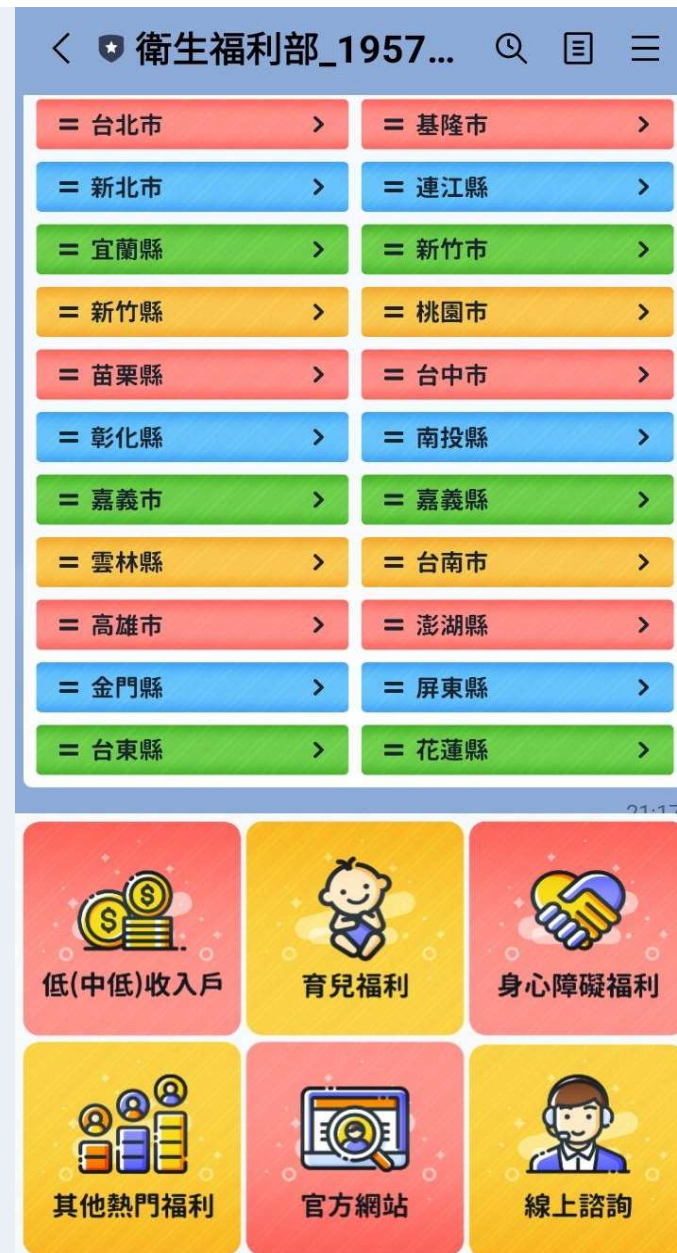 衛生福利部_1957...
= 台北市 > = 基隆市 >
= 新北市 > = 連江縣 >
= 宜蘭縣 > = 新竹市 >
= 新竹縣 > = 桃園市 >
= 苗栗縣 > = 台中市 >
= 彰化縣 > = 南投縣 >
= 嘉義市 > = 嘉義縣 >
= 雲林縣 > = 台南市 >
= 高雄市 > = 澎湖縣 >
= 金門縣 > = 屏東縣 >
= 台東縣 > = 花蓮縣 >
21:17
低(中低)收入戶 育兒福利 身心障礙福利
其他熱門福利 官方網站 線上諮詢